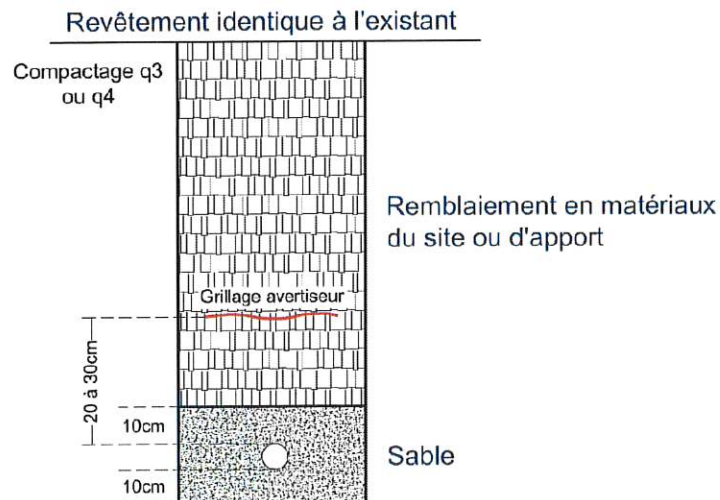 Revêtement identique à l'existant
Compactage q3
ou q4
Remblaiement en matériaux
du site ou d'apport
Grillage avertiseur
20 à 30cm
10cm
Sable
10cm